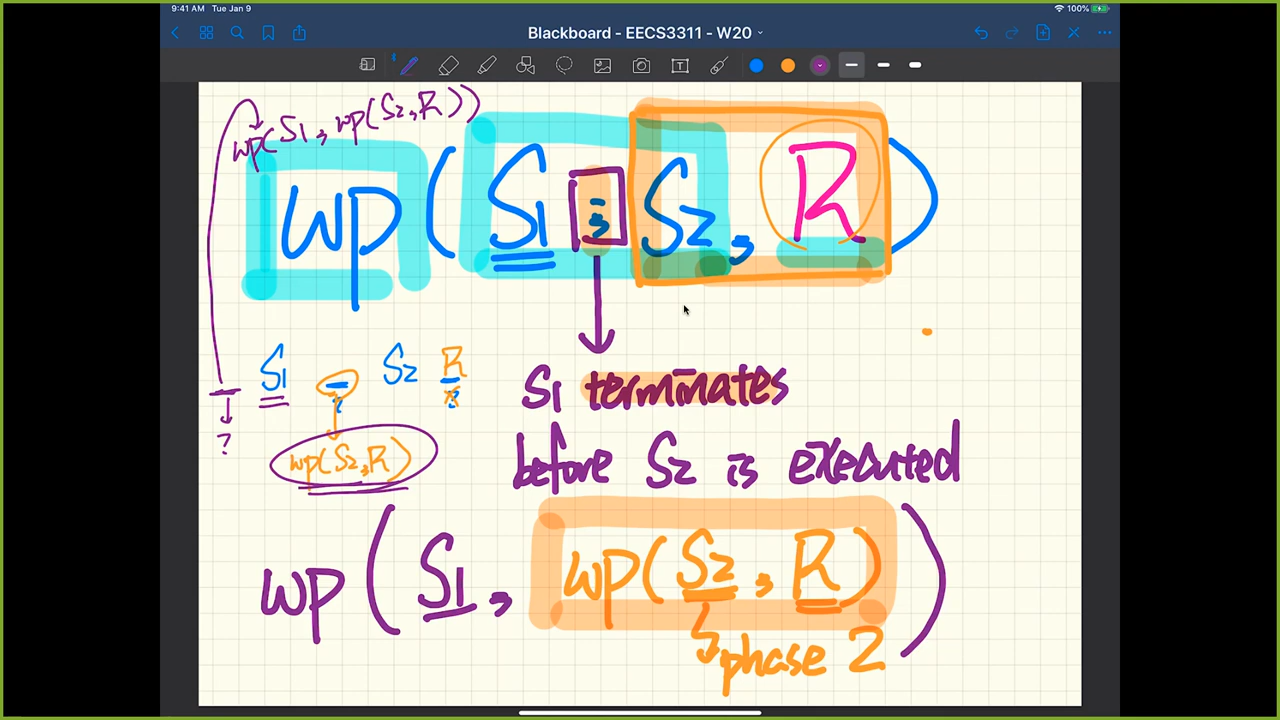 9:41 AM Tue Jan 9
100%
Blackboard - EECS3311 - W20
wp(S1, wp(S2, R))
wp(S1 ; S2, R)
S1 ? S2 R ?
?
wp(S2, R)
S1 terminates
before S2 is executed
wp(S1, wp(S2, R))
phase 2